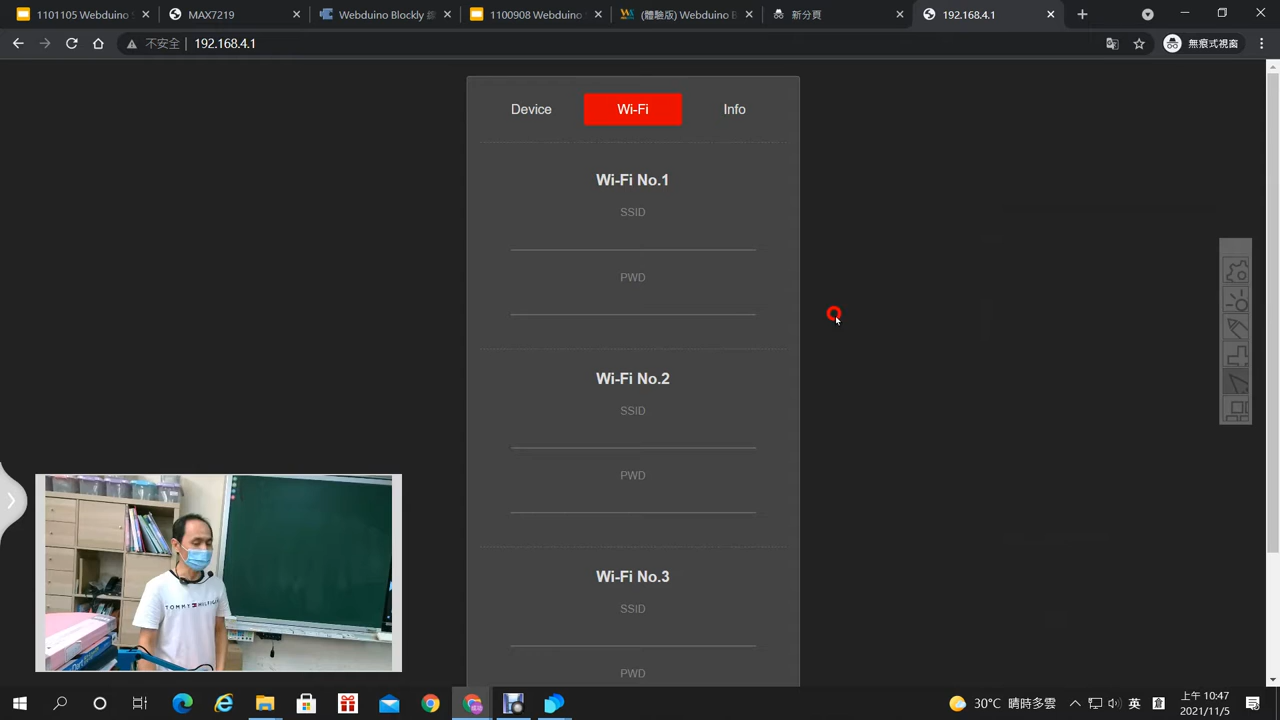 1101105 Webduino
MAX7219
Webduino Blockly
1100908 Webduino
(體驗版) Webduino B
新分頁
192.168.4.1
不安全
192.168.4.1
無痕式視窗
Device
Wi-Fi
Info
Wi-Fi No.1
SSID
PWD
Wi-Fi No.2
SSID
PWD
Wi-Fi No.3
SSID
PWD
TOMMY HILFIGER
30°C 晴時多雲
英
上午 10:47
2021/11/5